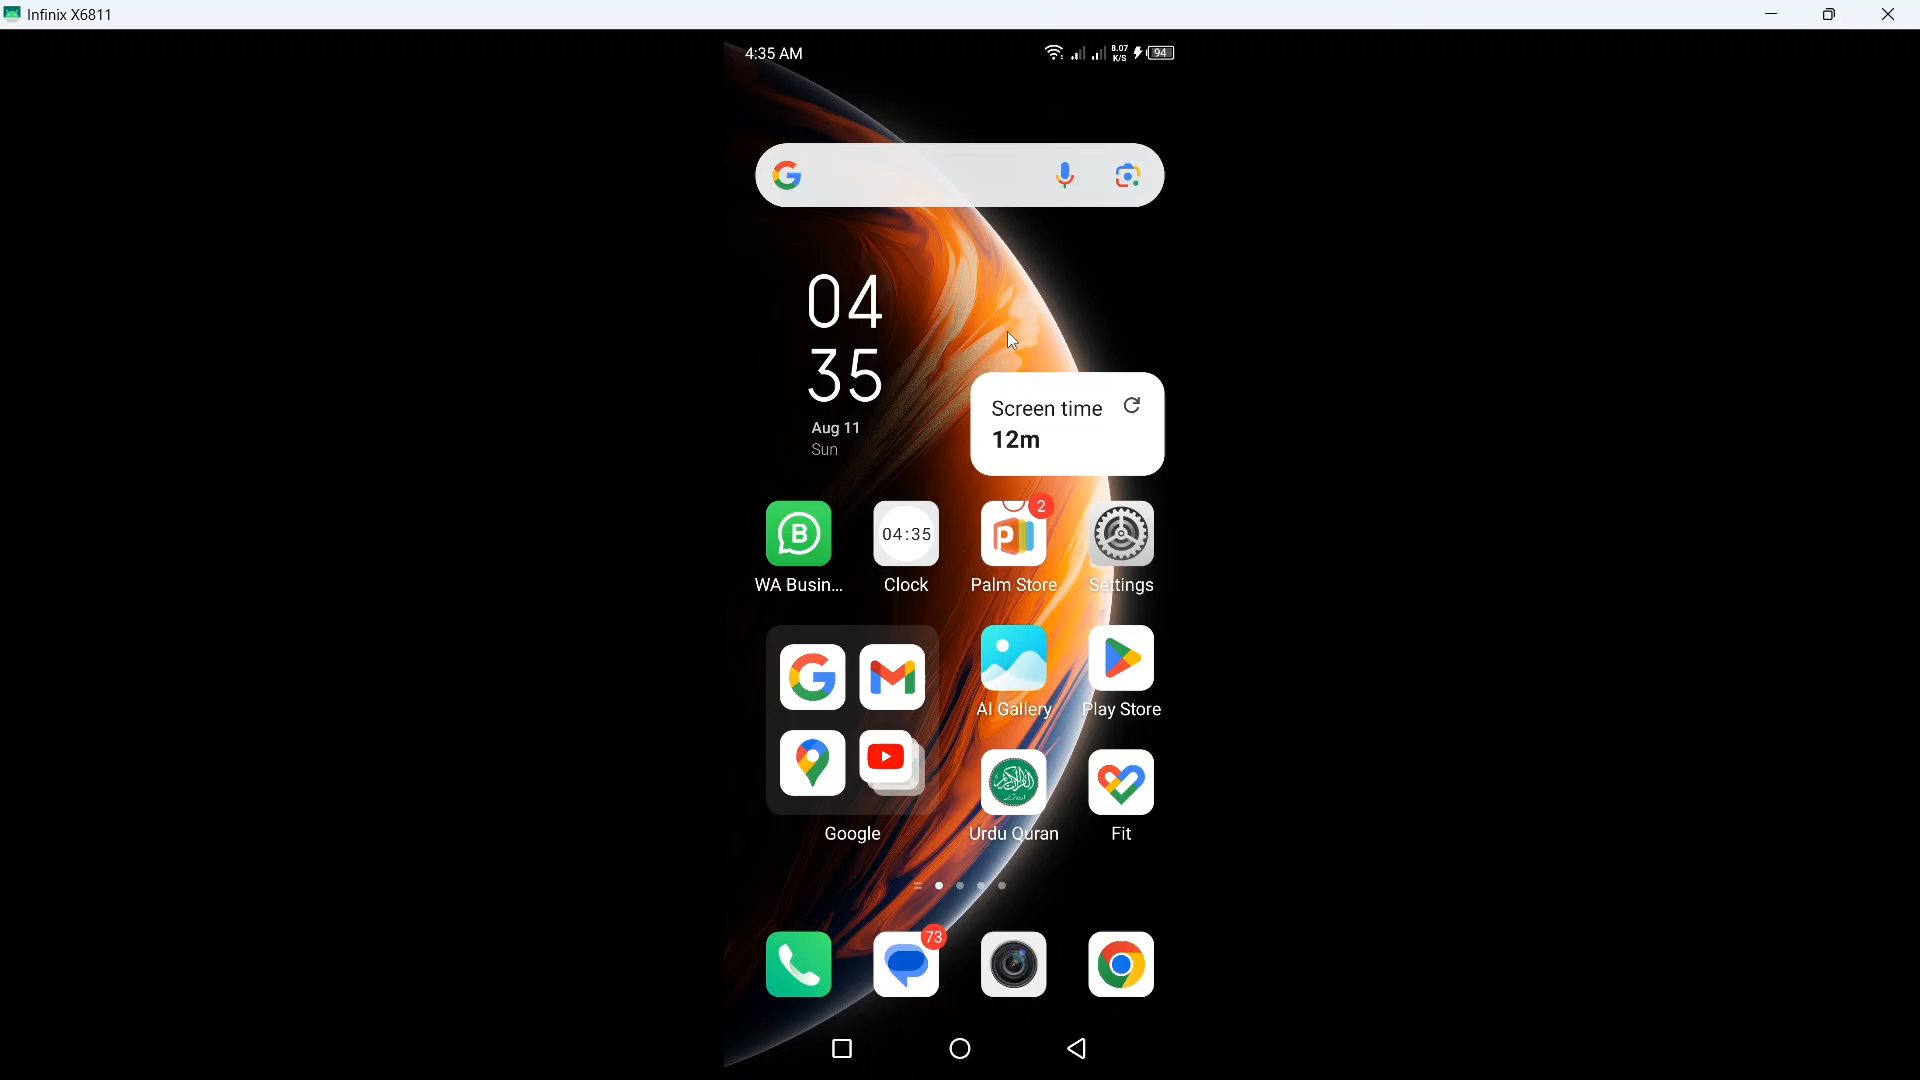 Infinix X6811
4:35 AM
8.07
K/S
94
04
35
Aug 11
Sun
Screen time
12m
B
04:35
P
2
WA Busin...
Clock
Palm Store
Settings
AI Gallery
Play Store
Google
Urdu Quran
Fit
73